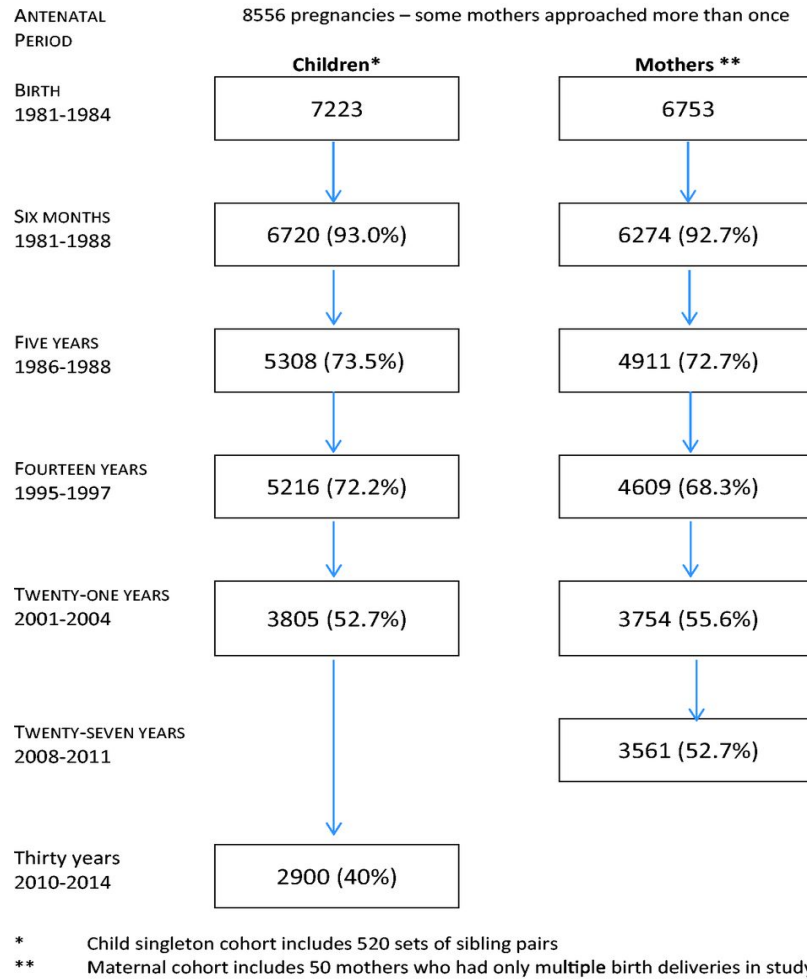 ANTENATAL PERIOD
8556 pregnancies – some mothers approached more than once
Children*
Mothers **
BIRTH
1981-1984
7223
6753
SIX MONTHS
1981-1988
6720 (93.0%)
6274 (92.7%)
FIVE YEARS
1986-1988
5308 (73.5%)
4911 (72.7%)
FOURTEEN YEARS
1995-1997
5216 (72.2%)
4609 (68.3%)
TWENTY-ONE YEARS
2001-2004
3805 (52.7%)
3754 (55.6%)
TWENTY-SEVEN YEARS
2008-2011
3561 (52.7%)
Thirty years
2010-2014
2900 (40%)
* Child singleton cohort includes 520 sets of sibling pairs
** Maternal cohort includes 50 mothers who had only multiple birth deliveries in study